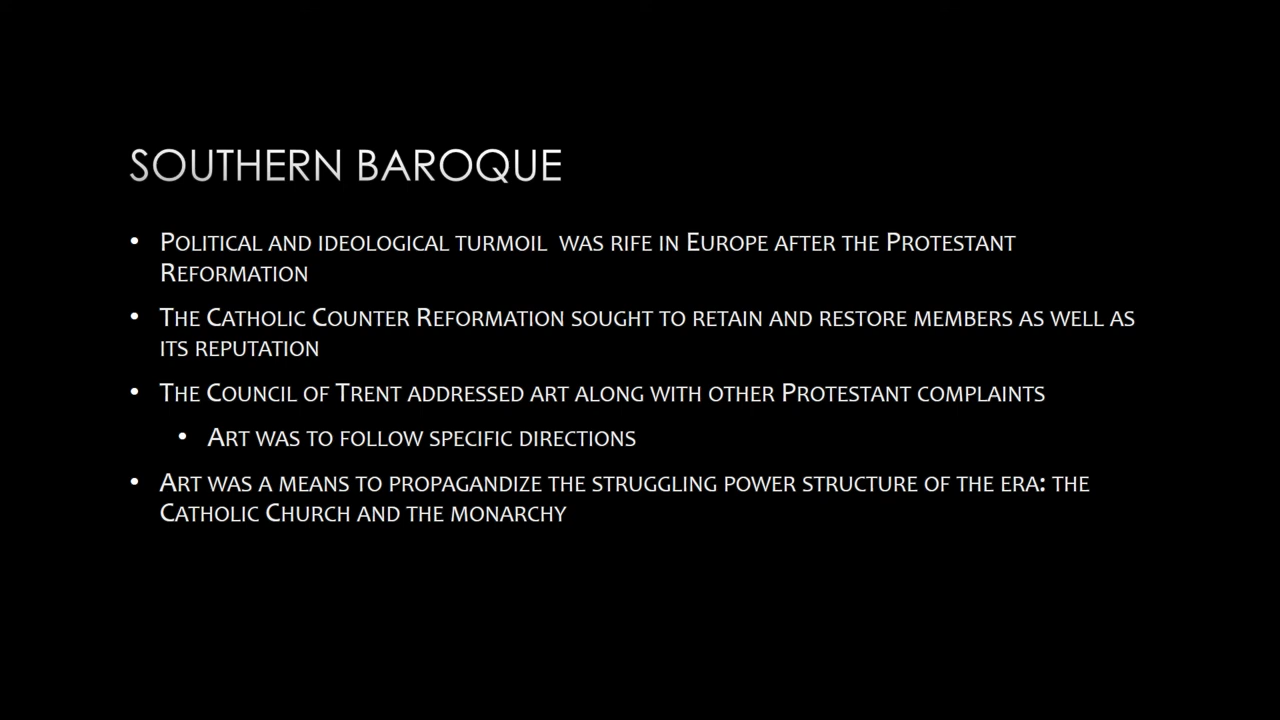 SOUTHERN BAROQUE
• Political and ideological turmoil  was rife in Europe after the Protestant
Reformation
• The Catholic Counter Reformation sought to retain and restore members as well as
its reputation
• The Council of Trent addressed art along with other Protestant complaints
• Art was to follow specific directions
• Art was a means to propagandize the struggling power structure of the era: the
Catholic Church and the monarchy